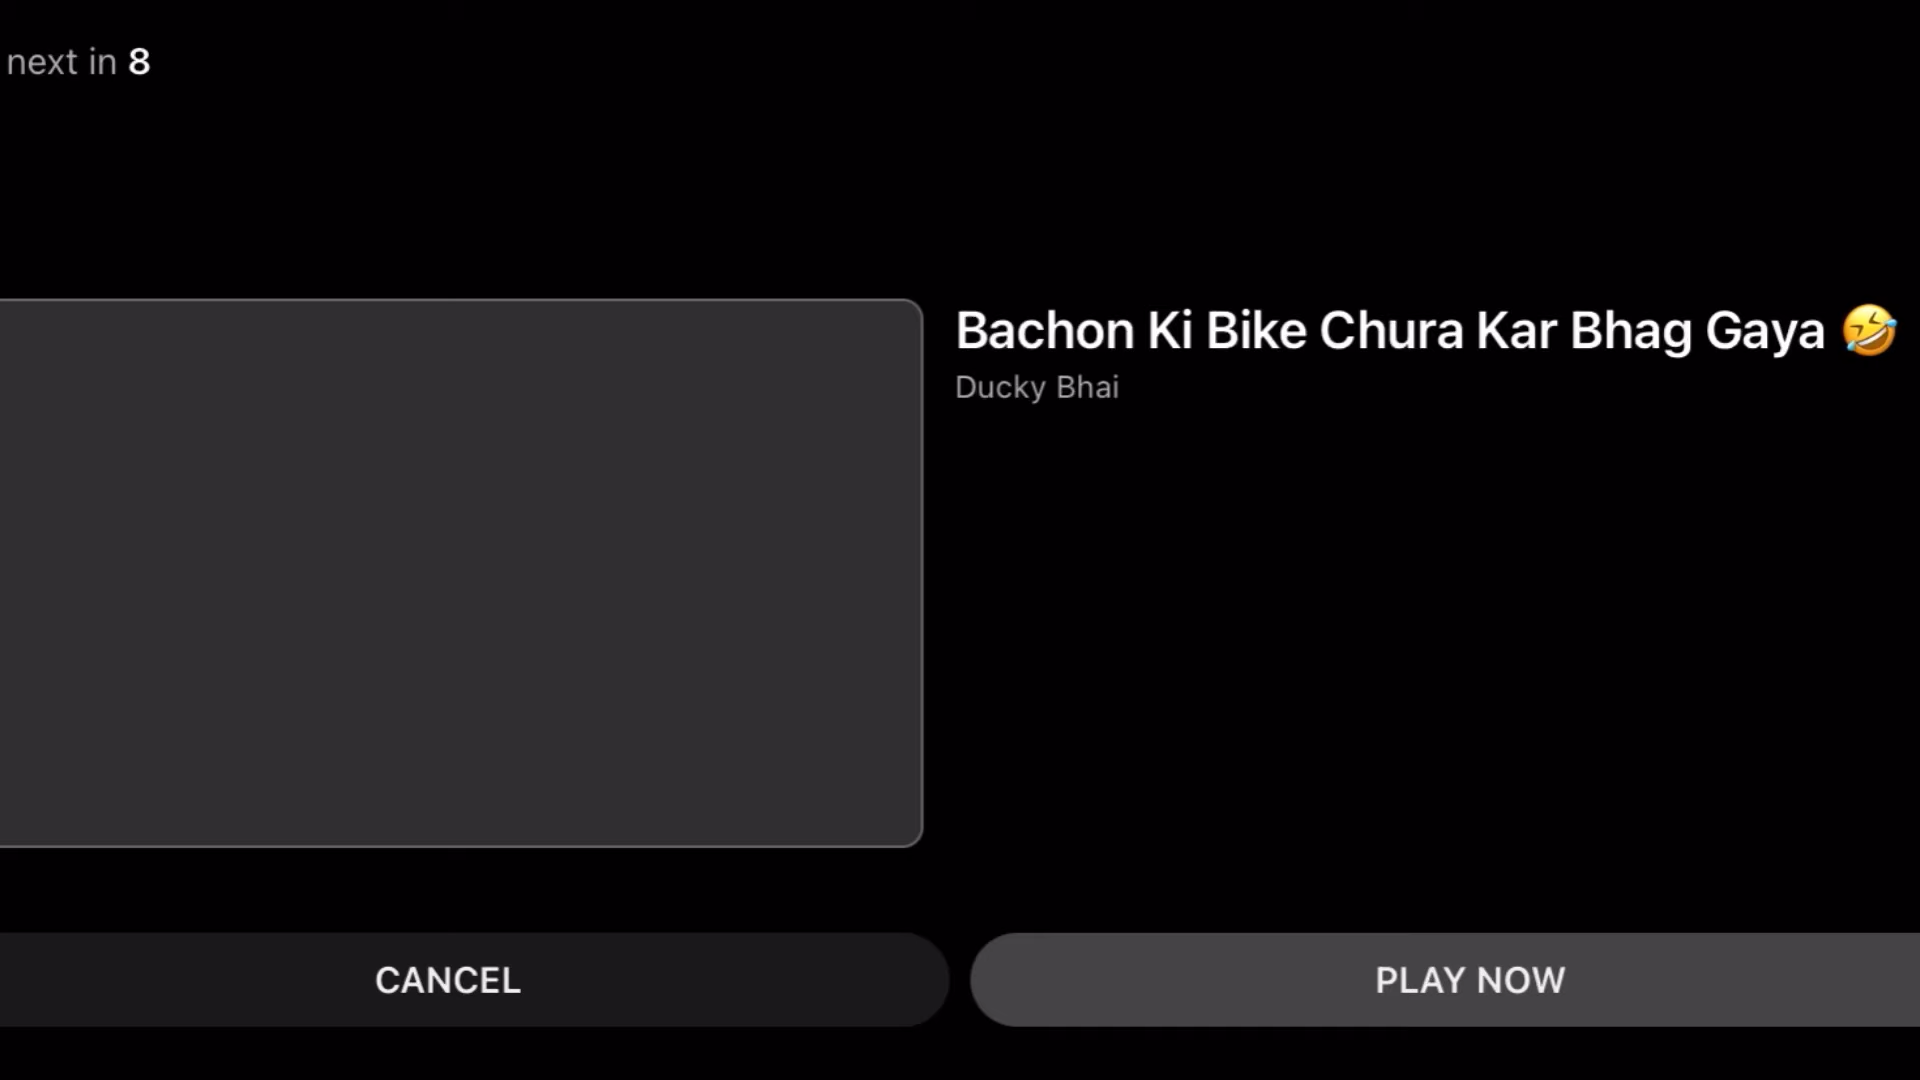 next in 8
Bachon Ki Bike Chura Kar Bhag Gaya 🤣
Ducky Bhai
CANCEL
PLAY NOW